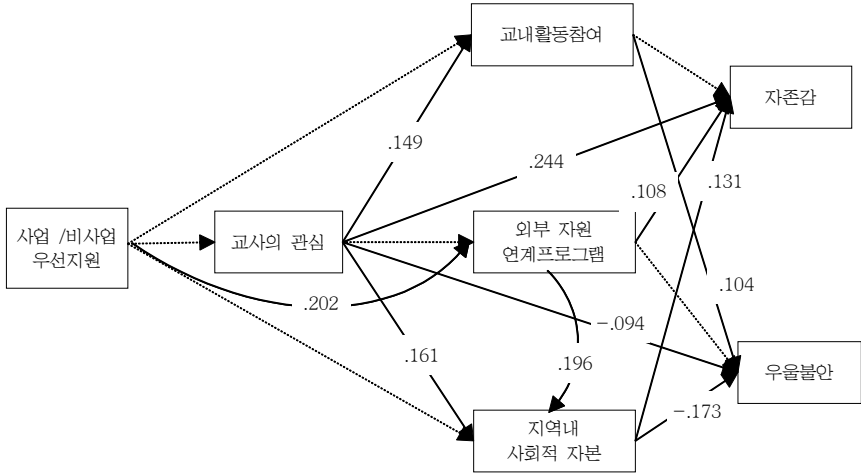 교내활동참여
자존감
.149
.244
.108
.131
사업 /비사업
우선지원
교사의 관심
외부 자원
연계프로그램
.202
.104
-.094
.161
.196
우울불안
-.173
지역내
사회적 자본